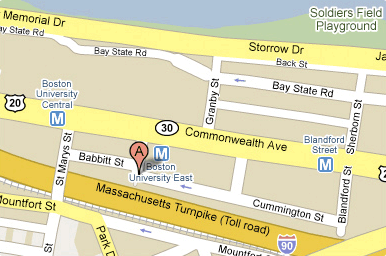 Soldiers Field
Playground
Memorial Dr
Storrow Dr
Bay State Rd
Back St
Bay State Rd
Boston
University
Central
M
20
Granby St
Sherborn St
30
Commonwealth Ave
Blandford
Street
M
St Marys St
Babbitt St
A
M
Boston
University East
Massachusetts Turnpike (Toll road)
Cummington St
Blandford St
Mountfort St
Park D
90
Mountfor